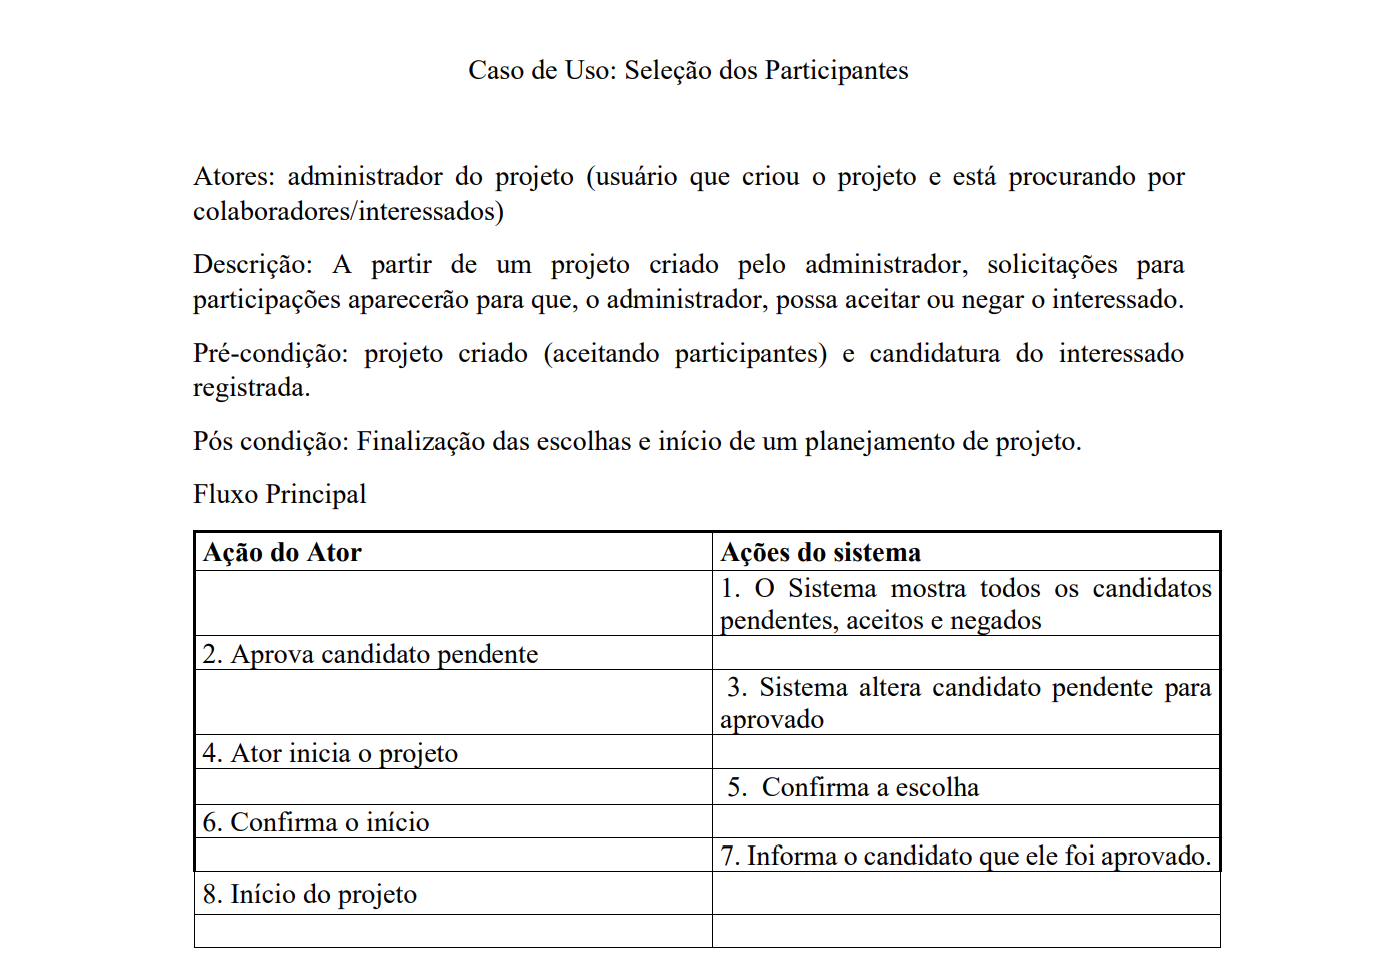 Caso de Uso: Seleção dos Participantes
Atores: administrador do projeto (usuário que criou o projeto e está procurando por
colaboradores/interessados)
Descrição: A partir de um projeto criado pelo administrador, solicitações para
participações aparecerão para que, o administrador, possa aceitar ou negar o interessado.
Pré-condição: projeto criado (aceitando participantes) e candidatura do interessado
registrada.
Pós condição: Finalização das escolhas e início de um planejamento de projeto.
Fluxo Principal
Ação do Ator
Ações do sistema
1. O Sistema mostra todos os candidatos
pendentes, aceitos e negados
2. Aprova candidato pendente
3. Sistema altera candidato pendente para
aprovado
4. Ator inicia o projeto
5. Confirma a escolha
6. Confirma o início
7. Informa o candidato que ele foi aprovado.
8. Início do projeto